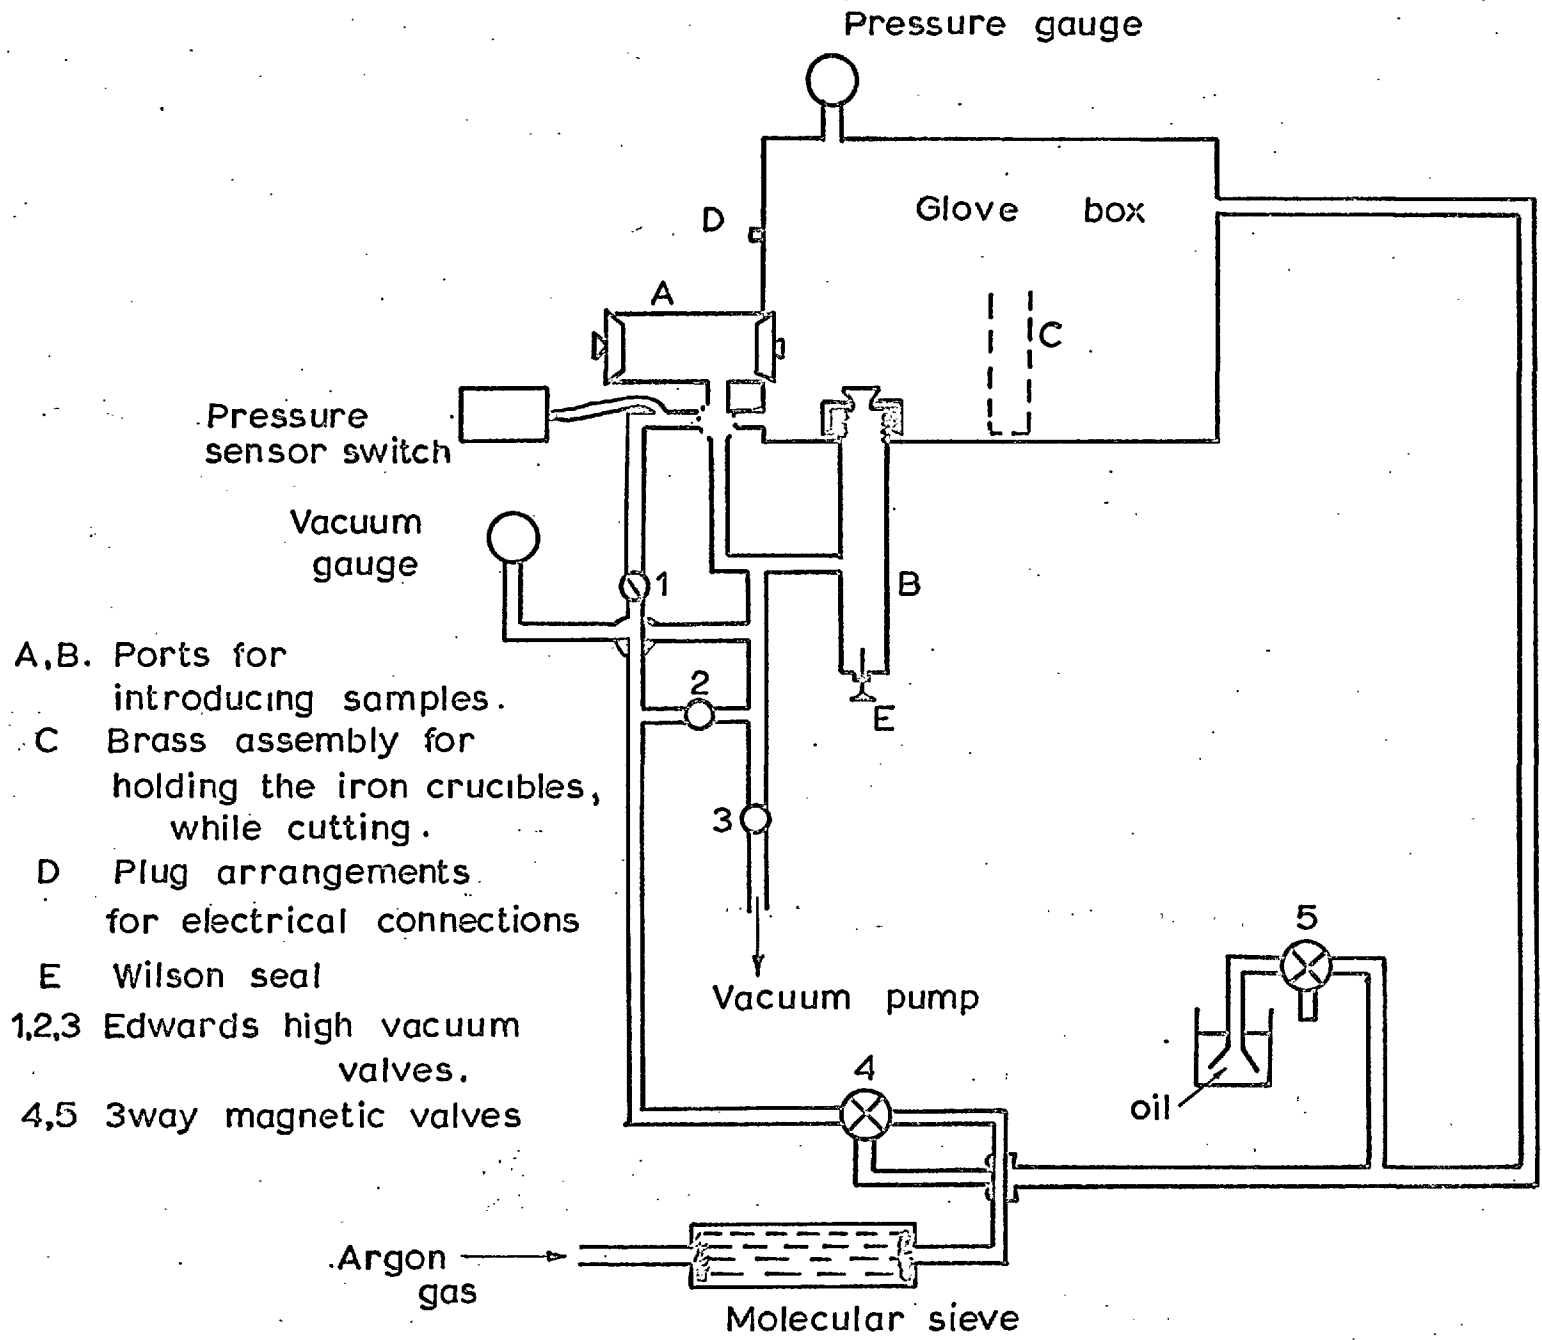 Pressure gauge
Glove box
D
A
C
Pressure
sensor switch
Vacuum
gauge
1
B
2
E
3
A,B. Ports for
introducing samples.
C Brass assembly for
holding the iron crucibles,
while cutting.
D Plug arrangements
for electrical connections
E Wilson seal
1,2,3 Edwards high vacuum
valves.
4,5 3way magnetic valves
Vacuum pump
5
4
oil
Argon
gas
Molecular sieve